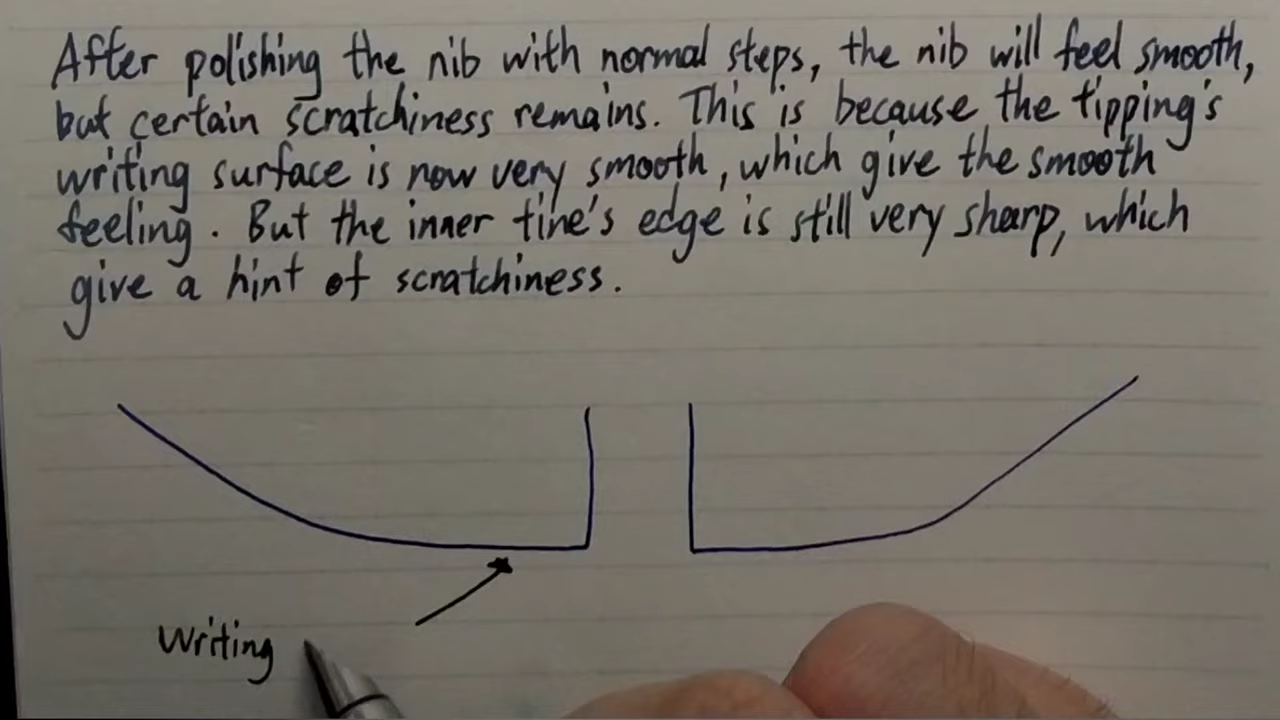 After polishing the nib with normal steps, the nib will feel smooth,
but certain scratchiness remains. This is because the tipping's
writing surface is now very smooth, which give the smooth
feeling. But the inner tine's edge is still very sharp, which
give a hint of scratchiness.
Writing